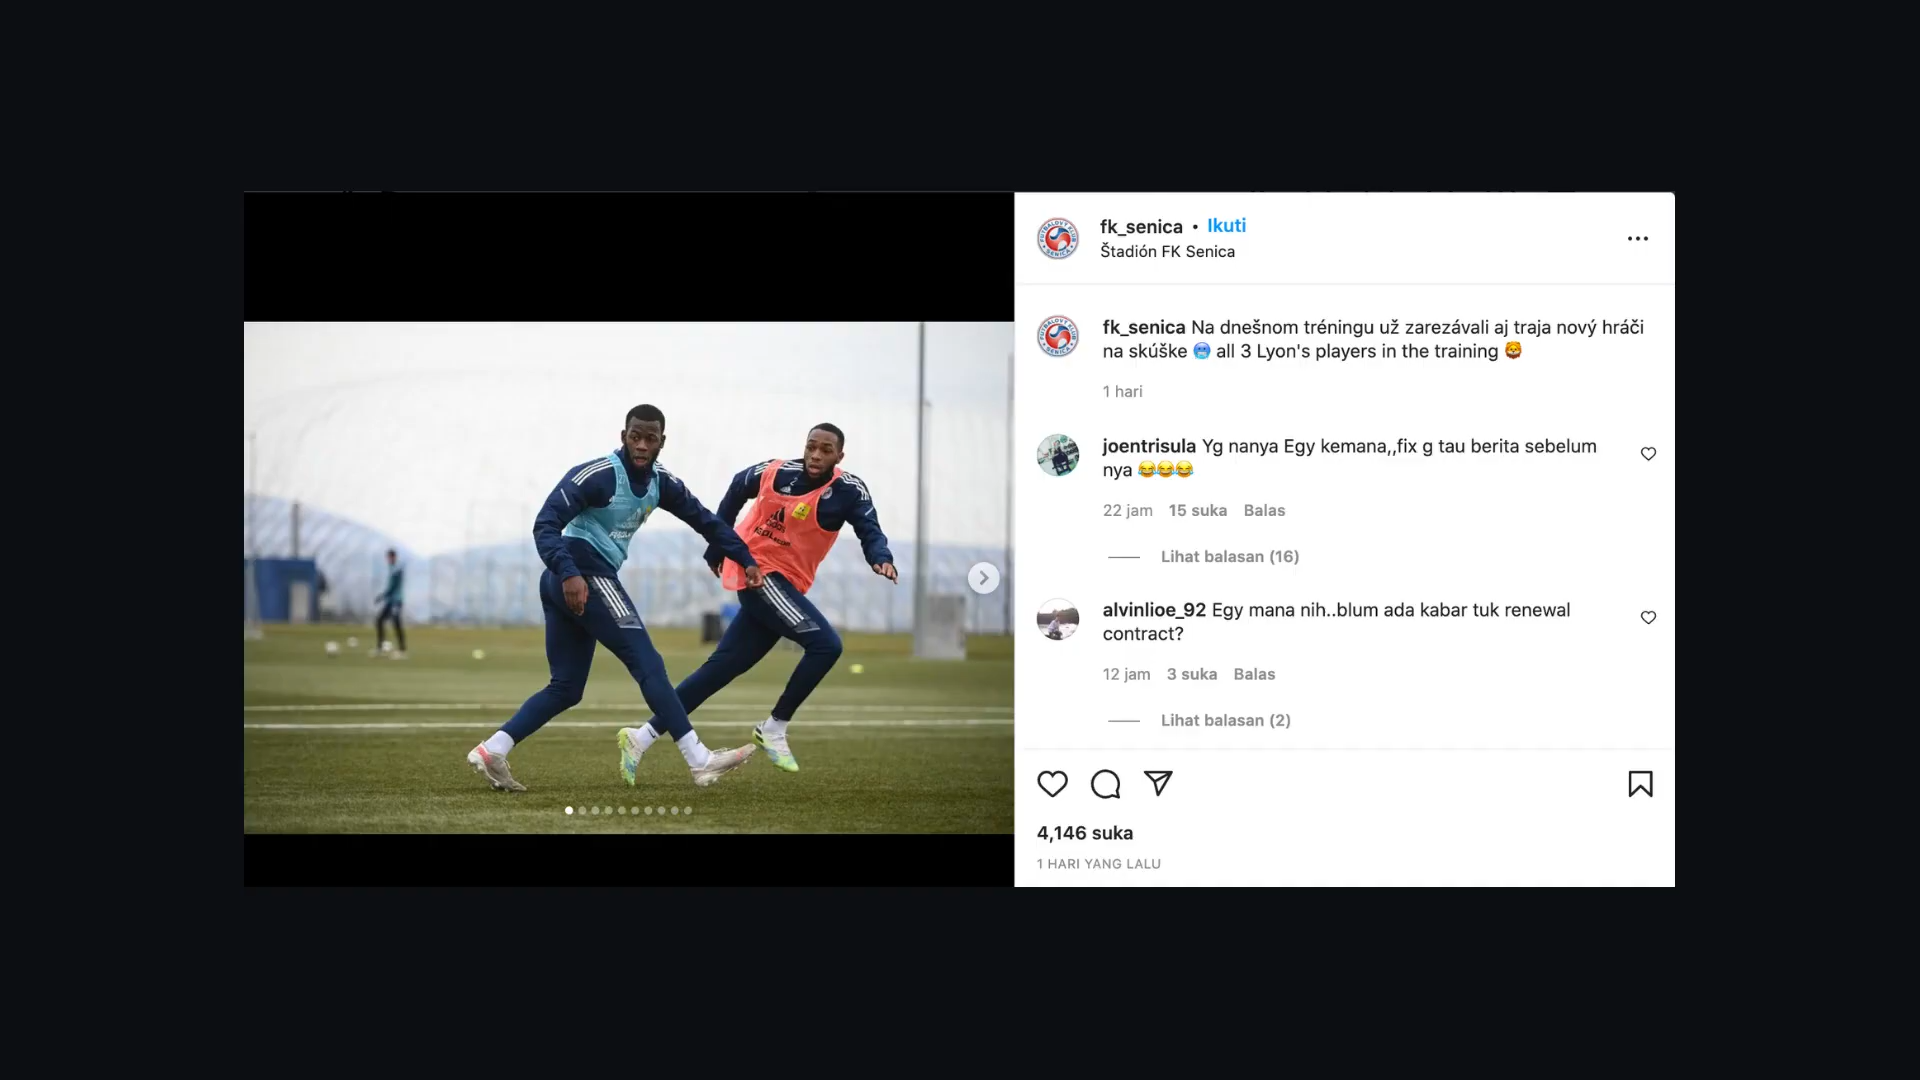 fk_senica • Ikuti
Štadión FK Senica
fk_senica Na dnešnom tréningu už zarezávali aj traja nový hráči
na skúške 🥶 all 3 Lyon's players in the training 🦁
1 hari
joentrisula Yg nanya Egy kemana,,fix g tau berita sebelum
nya 😂😂😂
22 jam 15 suka Balas
Lihat balasan (16)
alvinlioe_92 Egy mana nih..blum ada kabar tuk renewal
contract?
12 jam 3 suka Balas
Lihat balasan (2)
4,146 suka
1 HARI YANG LALU